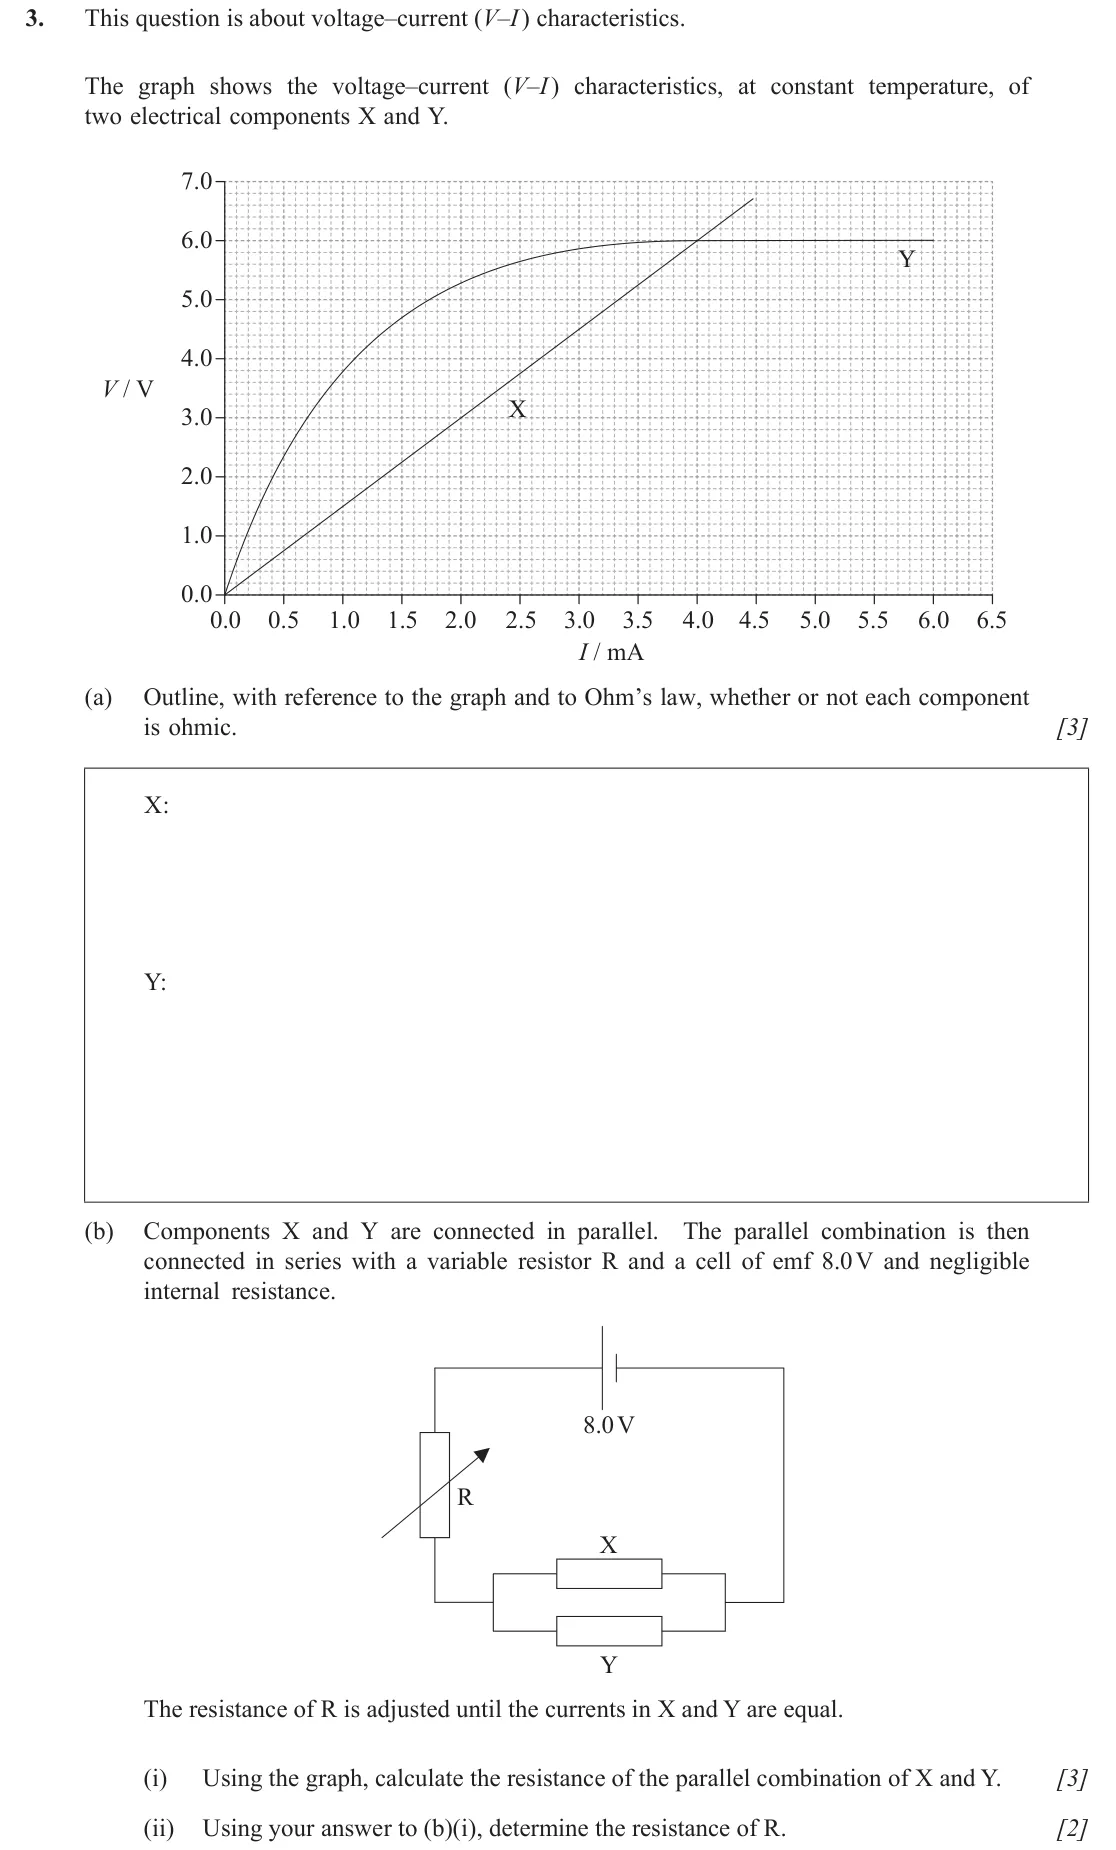 3. This question is about voltage–current (V–I) characteristics.
The graph shows the voltage–current (V–I) characteristics, at constant temperature, of
two electrical components X and Y.
7.0
6.0
Y
5.0
4.0
V / V
3.0
X
2.0
1.0
0.0
0.0 0.5 1.0 1.5 2.0 2.5 3.0 3.5 4.0 4.5 5.0 5.5 6.0 6.5
I / mA
(a) Outline, with reference to the graph and to Ohm’s law, whether or not each component
is ohmic. [3]
X:
Y:
(b) Components X and Y are connected in parallel. The parallel combination is then
connected in series with a variable resistor R and a cell of emf 8.0V and negligible
internal resistance.
8.0V
R
X
Y
The resistance of R is adjusted until the currents in X and Y are equal.
(i) Using the graph, calculate the resistance of the parallel combination of X and Y. [3]
(ii) Using your answer to (b)(i), determine the resistance of R. [2]